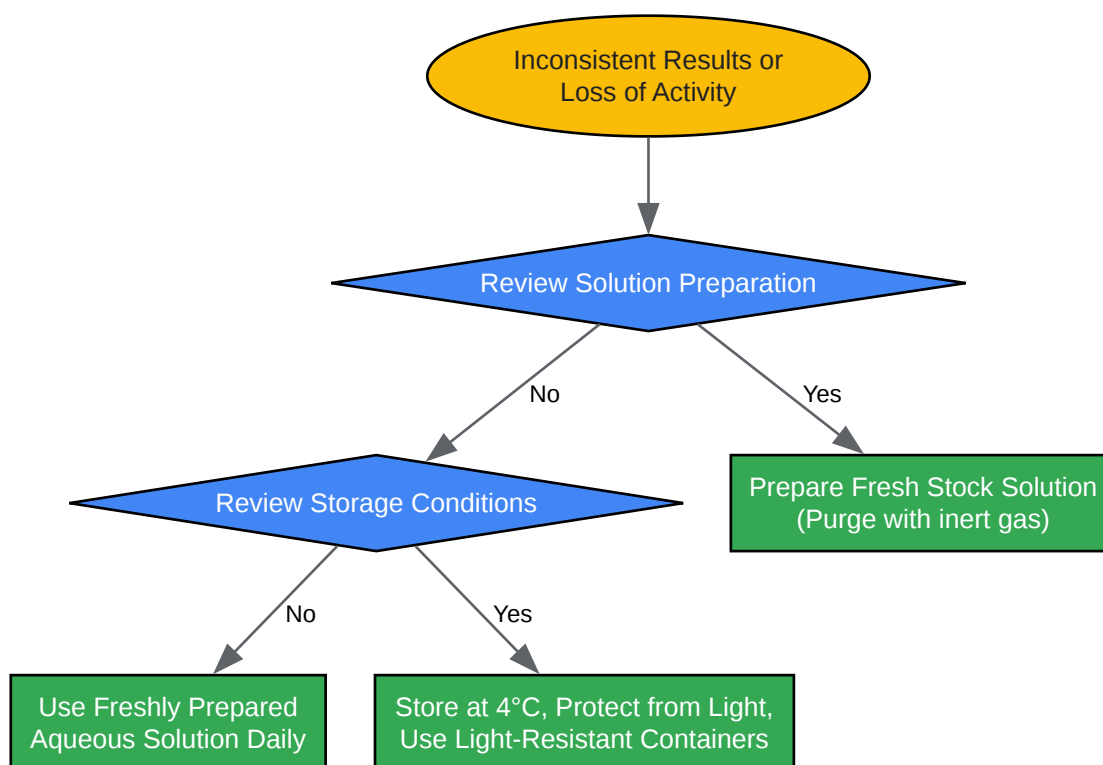 Inconsistent Results or
Loss of Activity
Review Solution Preparation
No
Yes
Review Storage Conditions
Prepare Fresh Stock Solution
(Purge with inert gas)
No
Yes
Use Freshly Prepared
Aqueous Solution Daily
Store at 4°C, Protect from Light,
Use Light-Resistant Containers